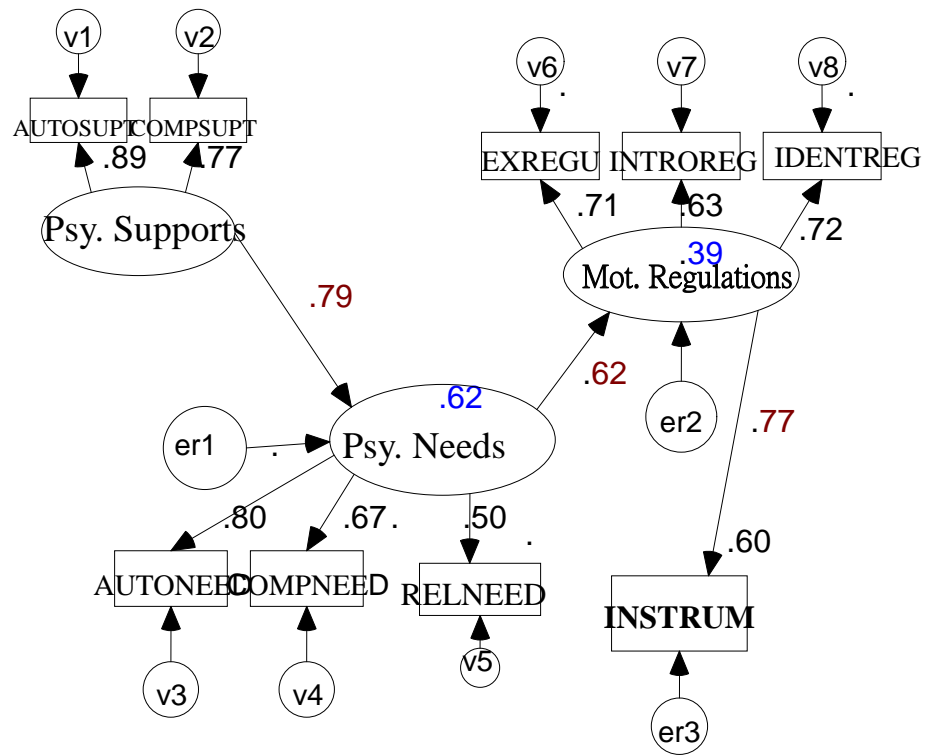 v1
v2
v6
v7
v8
.
.
AUTOSUPT
COMPSUPT
EXREGU
INTROREG
IDENTREG
.89
.77
.71
.63
.72
Psy. Supports
.39
Mot. Regulations
.79
.62
.62
er1
.
Psy. Needs
er2
.77
.80
.67.
.50
.
.60
AUTONEED
COMPNEED
RELNEED
INSTRUM
v3
v4
v5
er3